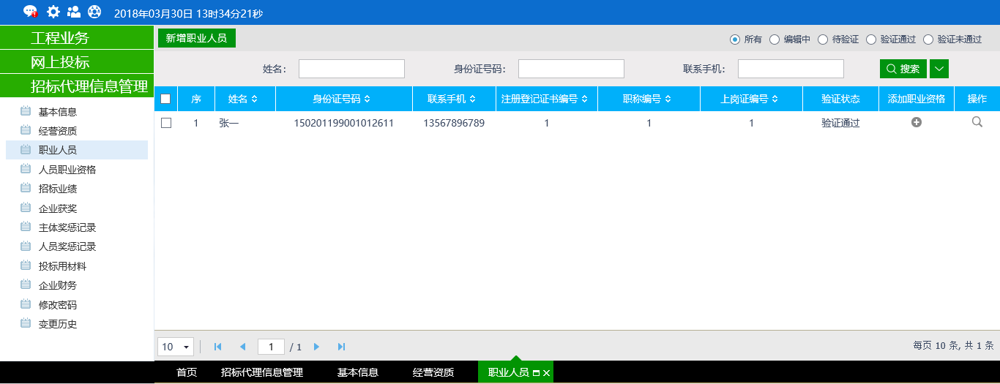 2018年03月30日 13时34分21秒
工程业务
网上投标
招标代理信息管理
基本信息
经营资质
职业人员
人员职业资格
招标业绩
企业获奖
主体奖惩记录
人员奖惩记录
投标用材料
企业财务
修改密码
变更历史
新增职业人员 所有 编辑中 待验证 验证通过 验证未通过
姓名: 身份证号码: 联系手机: 搜索
序 姓名 身份证号码 联系手机 注册登记证书编号 职称编号 上岗证编号 验证状态 添加职业资格 操作
1 张一 150201199001012611 13567896789 1 1 1 验证通过
10 1 / 1 每页 10 条, 共 1 条
首页 招标代理信息管理 基本信息 经营资质 职业人员